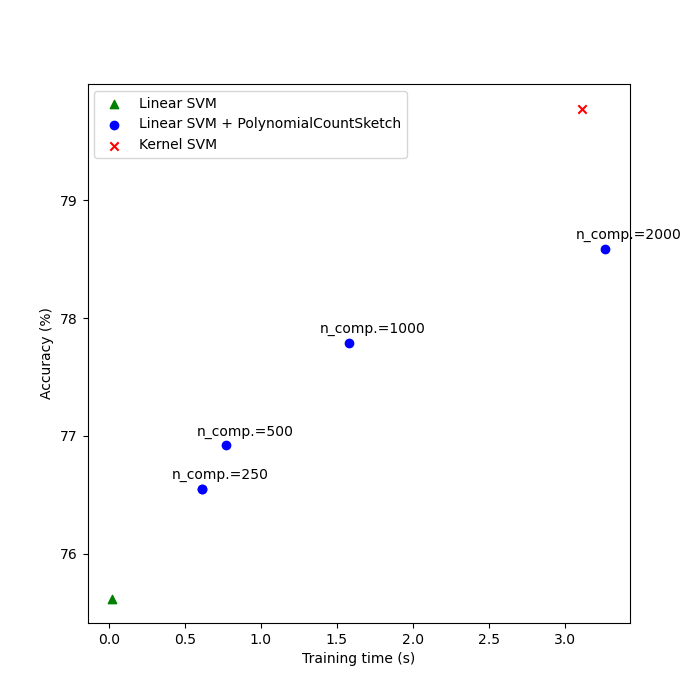 Linear SVM
Linear SVM + PolynomialCountSketch
Kernel SVM
79
n_comp.=2000
78
n_comp.=1000
Accuracy (%)
77
n_comp.=500
n_comp.=250
76
0.0 0.5 1.0 1.5 2.0 2.5 3.0
Training time (s)